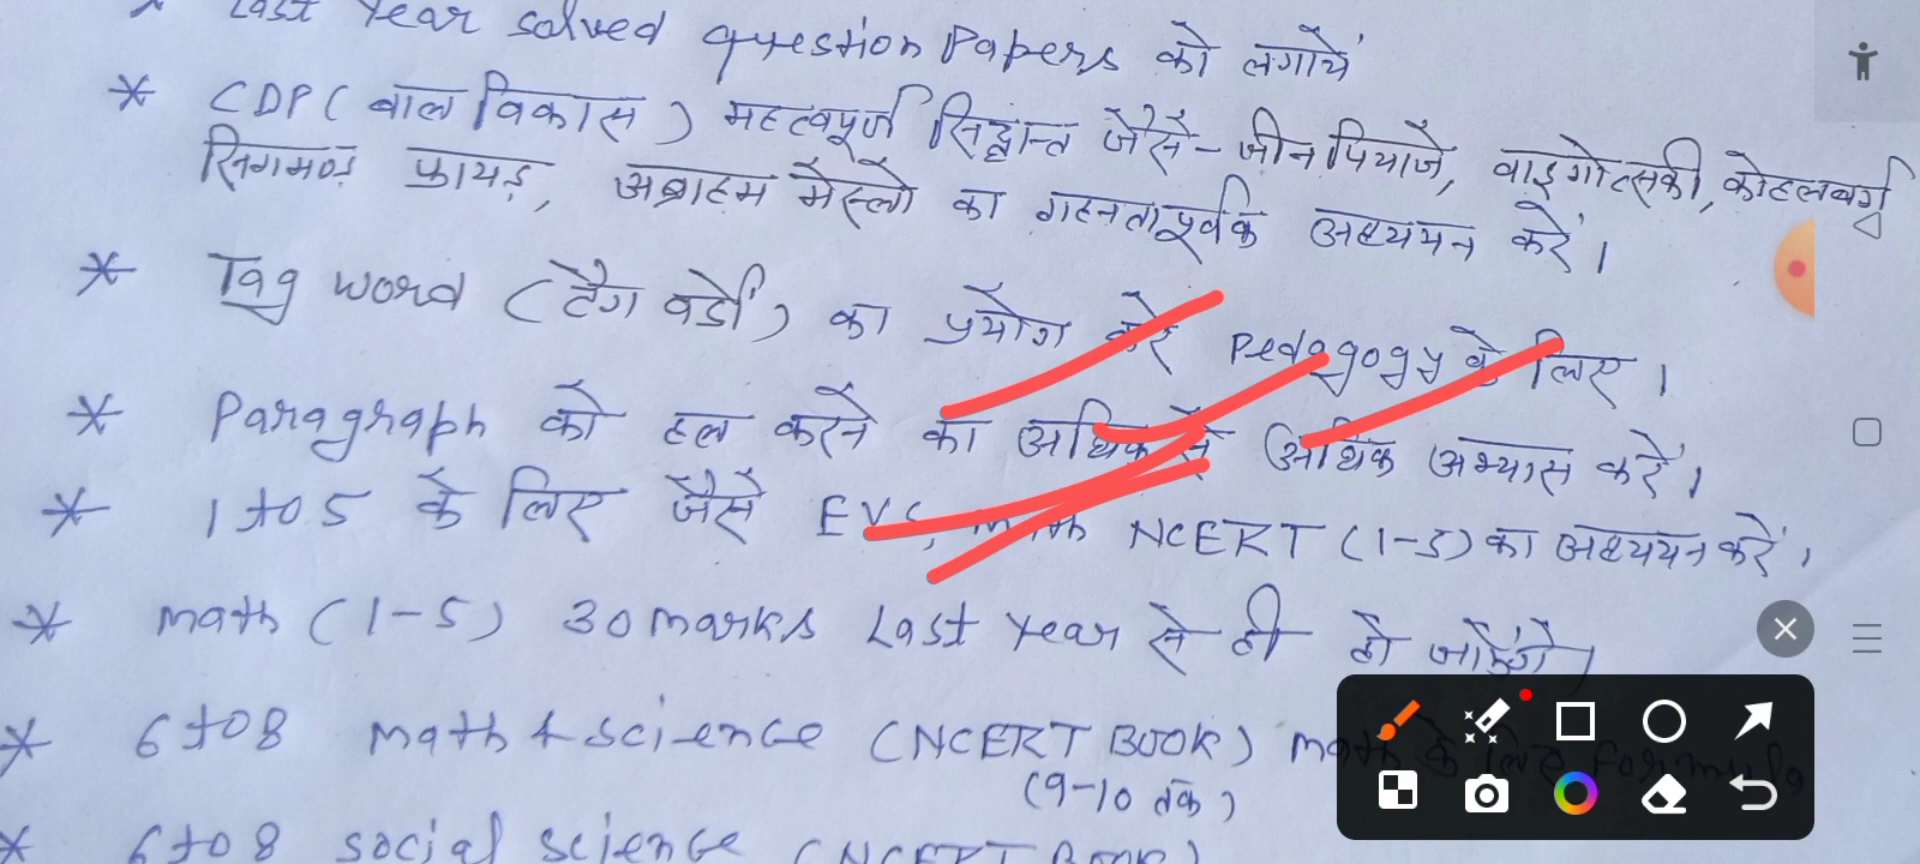 * Last Year solved question Papers को लगायें
* CDP ( बाल विकास ) महत्वपूर्ण सिद्धान्त जैसे - जीन पियाजे, वाइगोत्सकी, कोहलबर्ग
सिगमण्ड फ्रायड, अब्राहम मैस्लो का गहनतापूर्वक अध्ययन करें।
* Tag word (टैग वर्डो) का प्रयोग करें Pedagogy के लिए।
* Paragraph को हल करने का अधिक से अधिक अभ्यास करें।
* 1 to 5 के लिए जैसे EVS, math NCERT (1-5) का अध्ययन करें।
* math (1-5) 30 marks Last Year से ही हो जायेंगे।
* 6 to 8 math + science (NCERT BOOK) math के लिए Formula
(9-10 तक)
* 6 to 8 social science (NCERT BOOK)